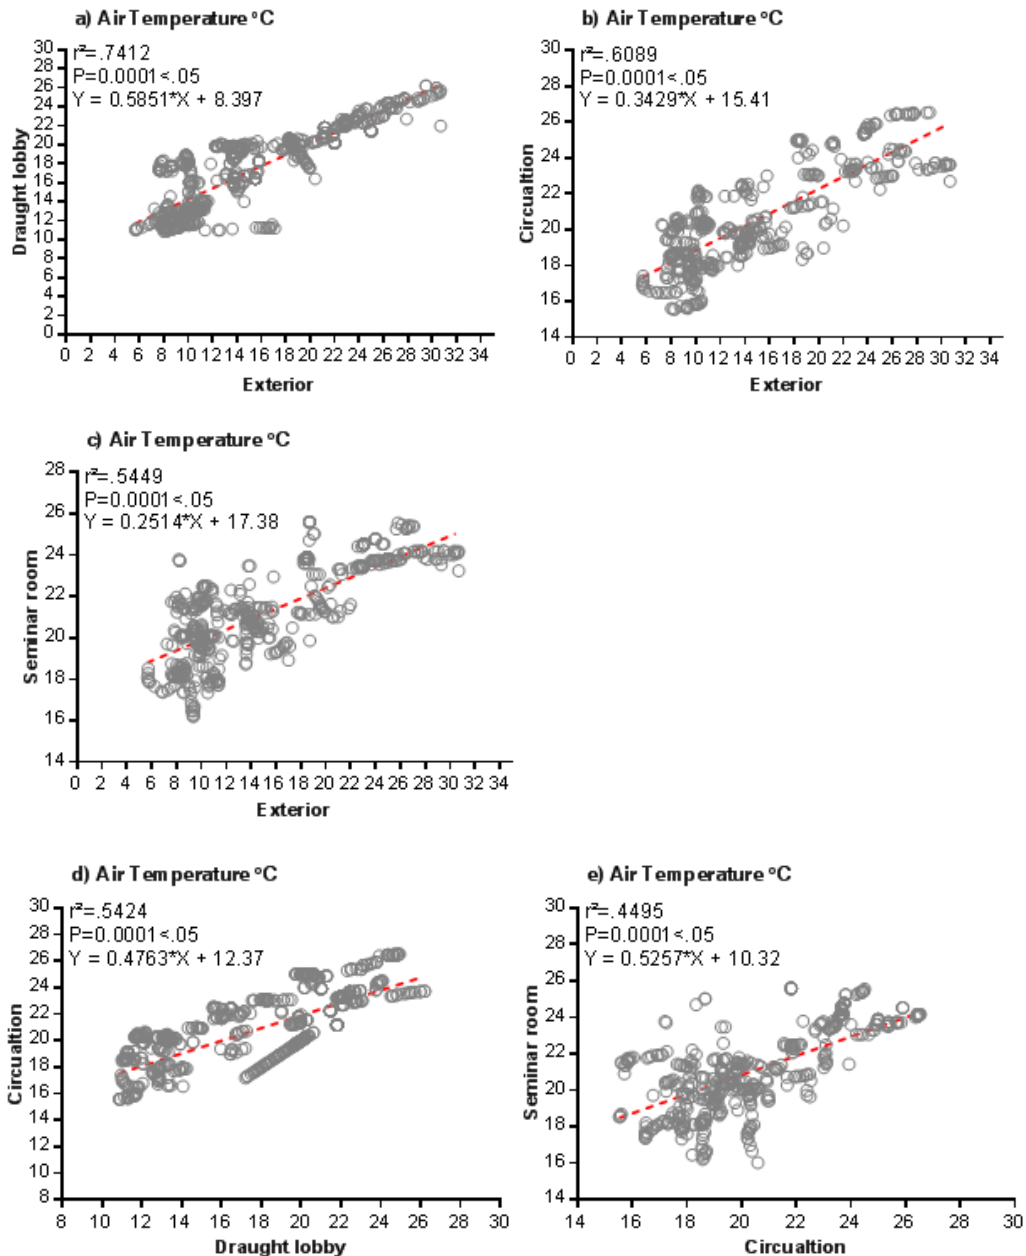 a) Air Temperature °C
r²=.7412
P=0.0001<.05
Y = 0.5851*X + 8.397
30
28
26
24
22
20
18
16
14
12
10
8
6
4
2
0
Draught lobby
0 2 4 6 8 10 12 14 16 18 20 22 24 26 28 30 32 34
Exterior
b) Air Temperature °C
r²=.6089
P=0.0001<.05
Y = 0.3429*X + 15.41
30
28
26
24
22
20
18
16
14
Circualtion
0 2 4 6 8 10 12 14 16 18 20 22 24 26 28 30 32 34
Exterior
c) Air Temperature °C
r²=.5449
P=0.0001<.05
Y = 0.2514*X + 17.38
28
26
24
22
20
18
16
14
Seminar room
0 2 4 6 8 10 12 14 16 18 20 22 24 26 28 30 32 34
Exterior
d) Air Temperature °C
r²=.5424
P=0.0001<.05
Y = 0.4763*X + 12.37
30
28
26
24
22
20
18
16
14
12
10
8
Circualtion
8 10 12 14 16 18 20 22 24 26 28 30
Draught lobby
e) Air Temperature °C
r²=.4495
P=0.0001<.05
Y = 0.5257*X + 10.32
30
28
26
24
22
20
18
16
14
Seminar room
14 16 18 20 22 24 26 28 30
Circualtion